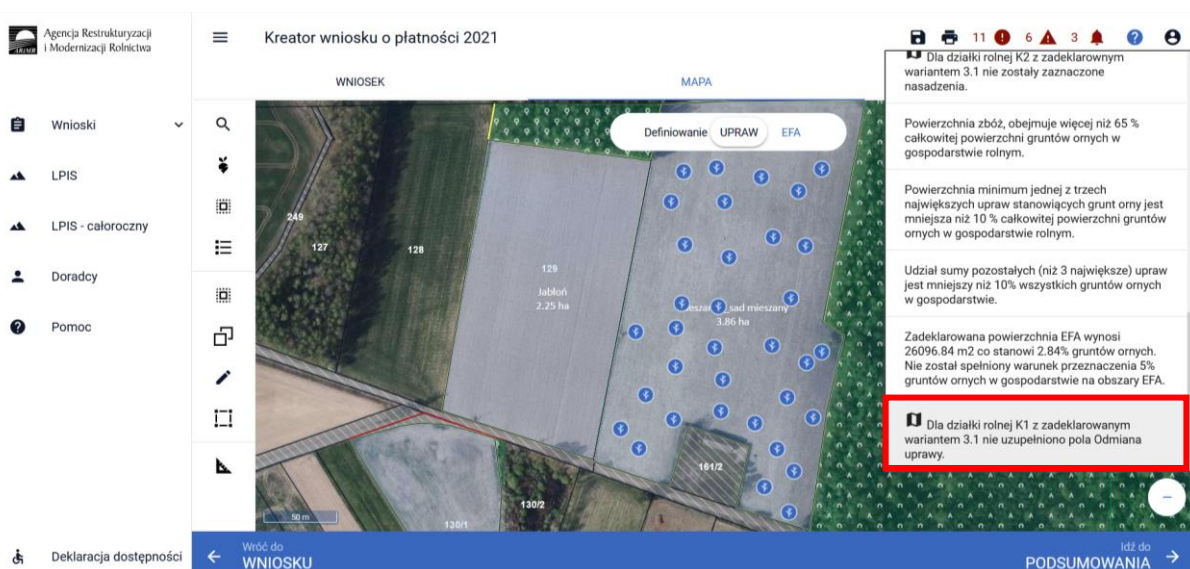 Agencja Restrukturyzacji
i Modernizacji Rolnictwa
ARiMR
Kreator wniosku o płatności 2021
11
6
3
WNIOSEK
MAPA
Wnioski
LPIS
LPIS - całoroczny
Doradcy
Pomoc
Deklaracja dostępności
Definiowanie UPRAW EFA
249
127
128
129
Jabłoń
2.25 ha
sad mieszany
3.86 ha
161/2
130/2
130/1
50 m
Dla działki rolnej K2 z zadeklarownym
wariantem 3.1 nie zostały zaznaczone
nasadzenia.
Powierzchnia zbóż, obejmuje więcej niż 65 %
całkowitej powierzchni gruntów ornych w
gospodarstwie rolnym.
Powierzchnia minimum jednej z trzech
największych upraw stanowiących grunt orny jest
mniejsza niż 10 % całkowitej powierzchni gruntów
ornych w gospodarstwie rolnym.
Udział sumy pozostałych (niż 3 największe) upraw
jest mniejszy niż 10% wszystkich gruntów ornych
w gospodarstwie.
Zadeklarowana powierzchnia EFA wynosi
26096.84 m2 co stanowi 2.84% gruntów ornych.
Nie został spełniony warunek przeznaczenia 5%
gruntów ornych w gospodarstwie na obszary EFA.
Dla działki rolnej K1 z zadeklarowanym
wariantem 3.1 nie uzupełniono pola Odmiana
uprawy.
Wróć do
WNIOSKU
Idź do
PODSUMOWANIA